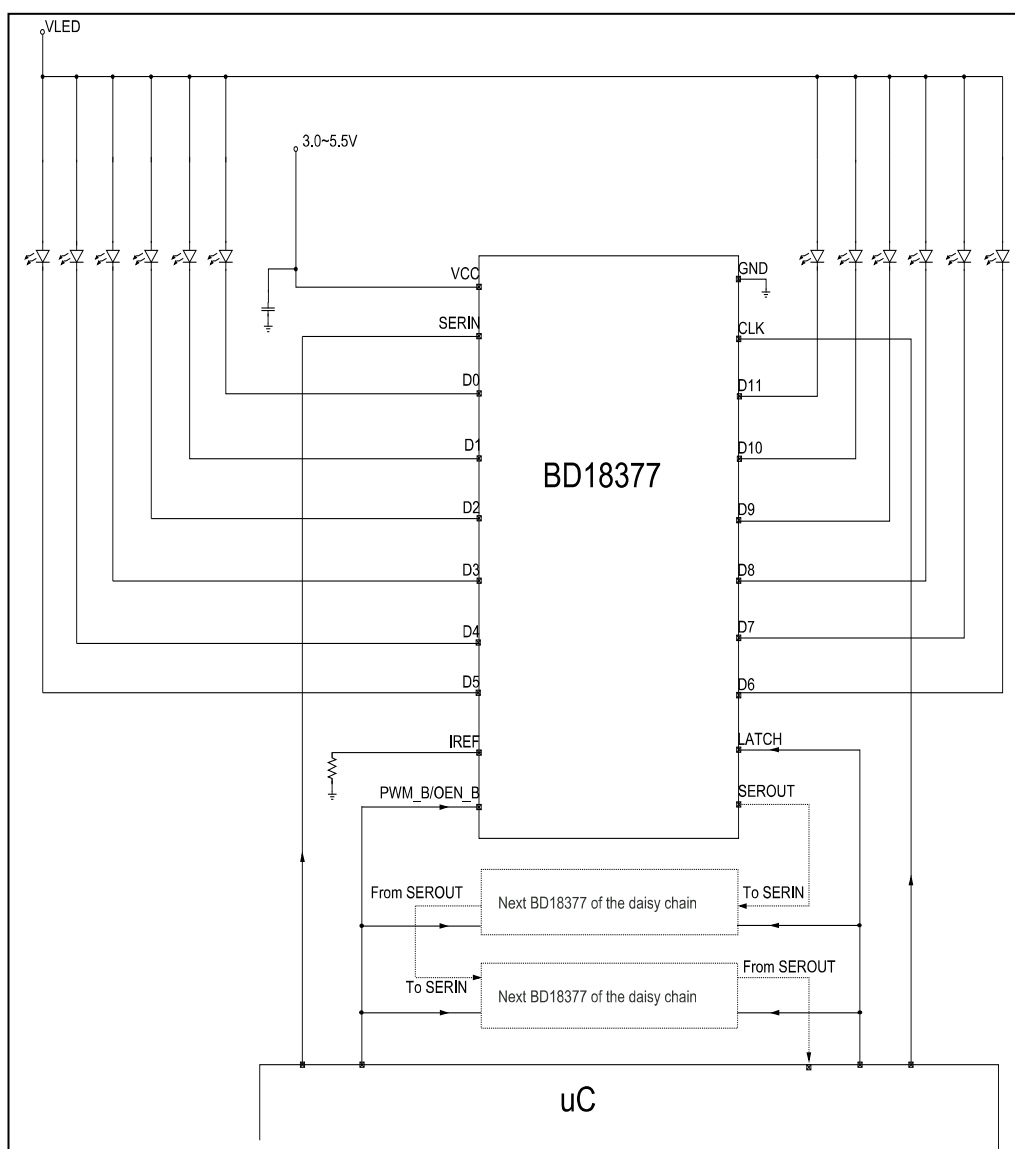 VLED
3.0~5.5V
VCC
GND
SERIN
CLK
D0
D11
D1
D10
BD18377
D2
D9
D3
D8
D4
D7
D5
D6
IREF
LATCH
PWM_B/OEN_B
SEROUT
From SEROUT
Next BD18377 of the daisy chain
To SERIN
From SEROUT
To SERIN
Next BD18377 of the daisy chain
uC